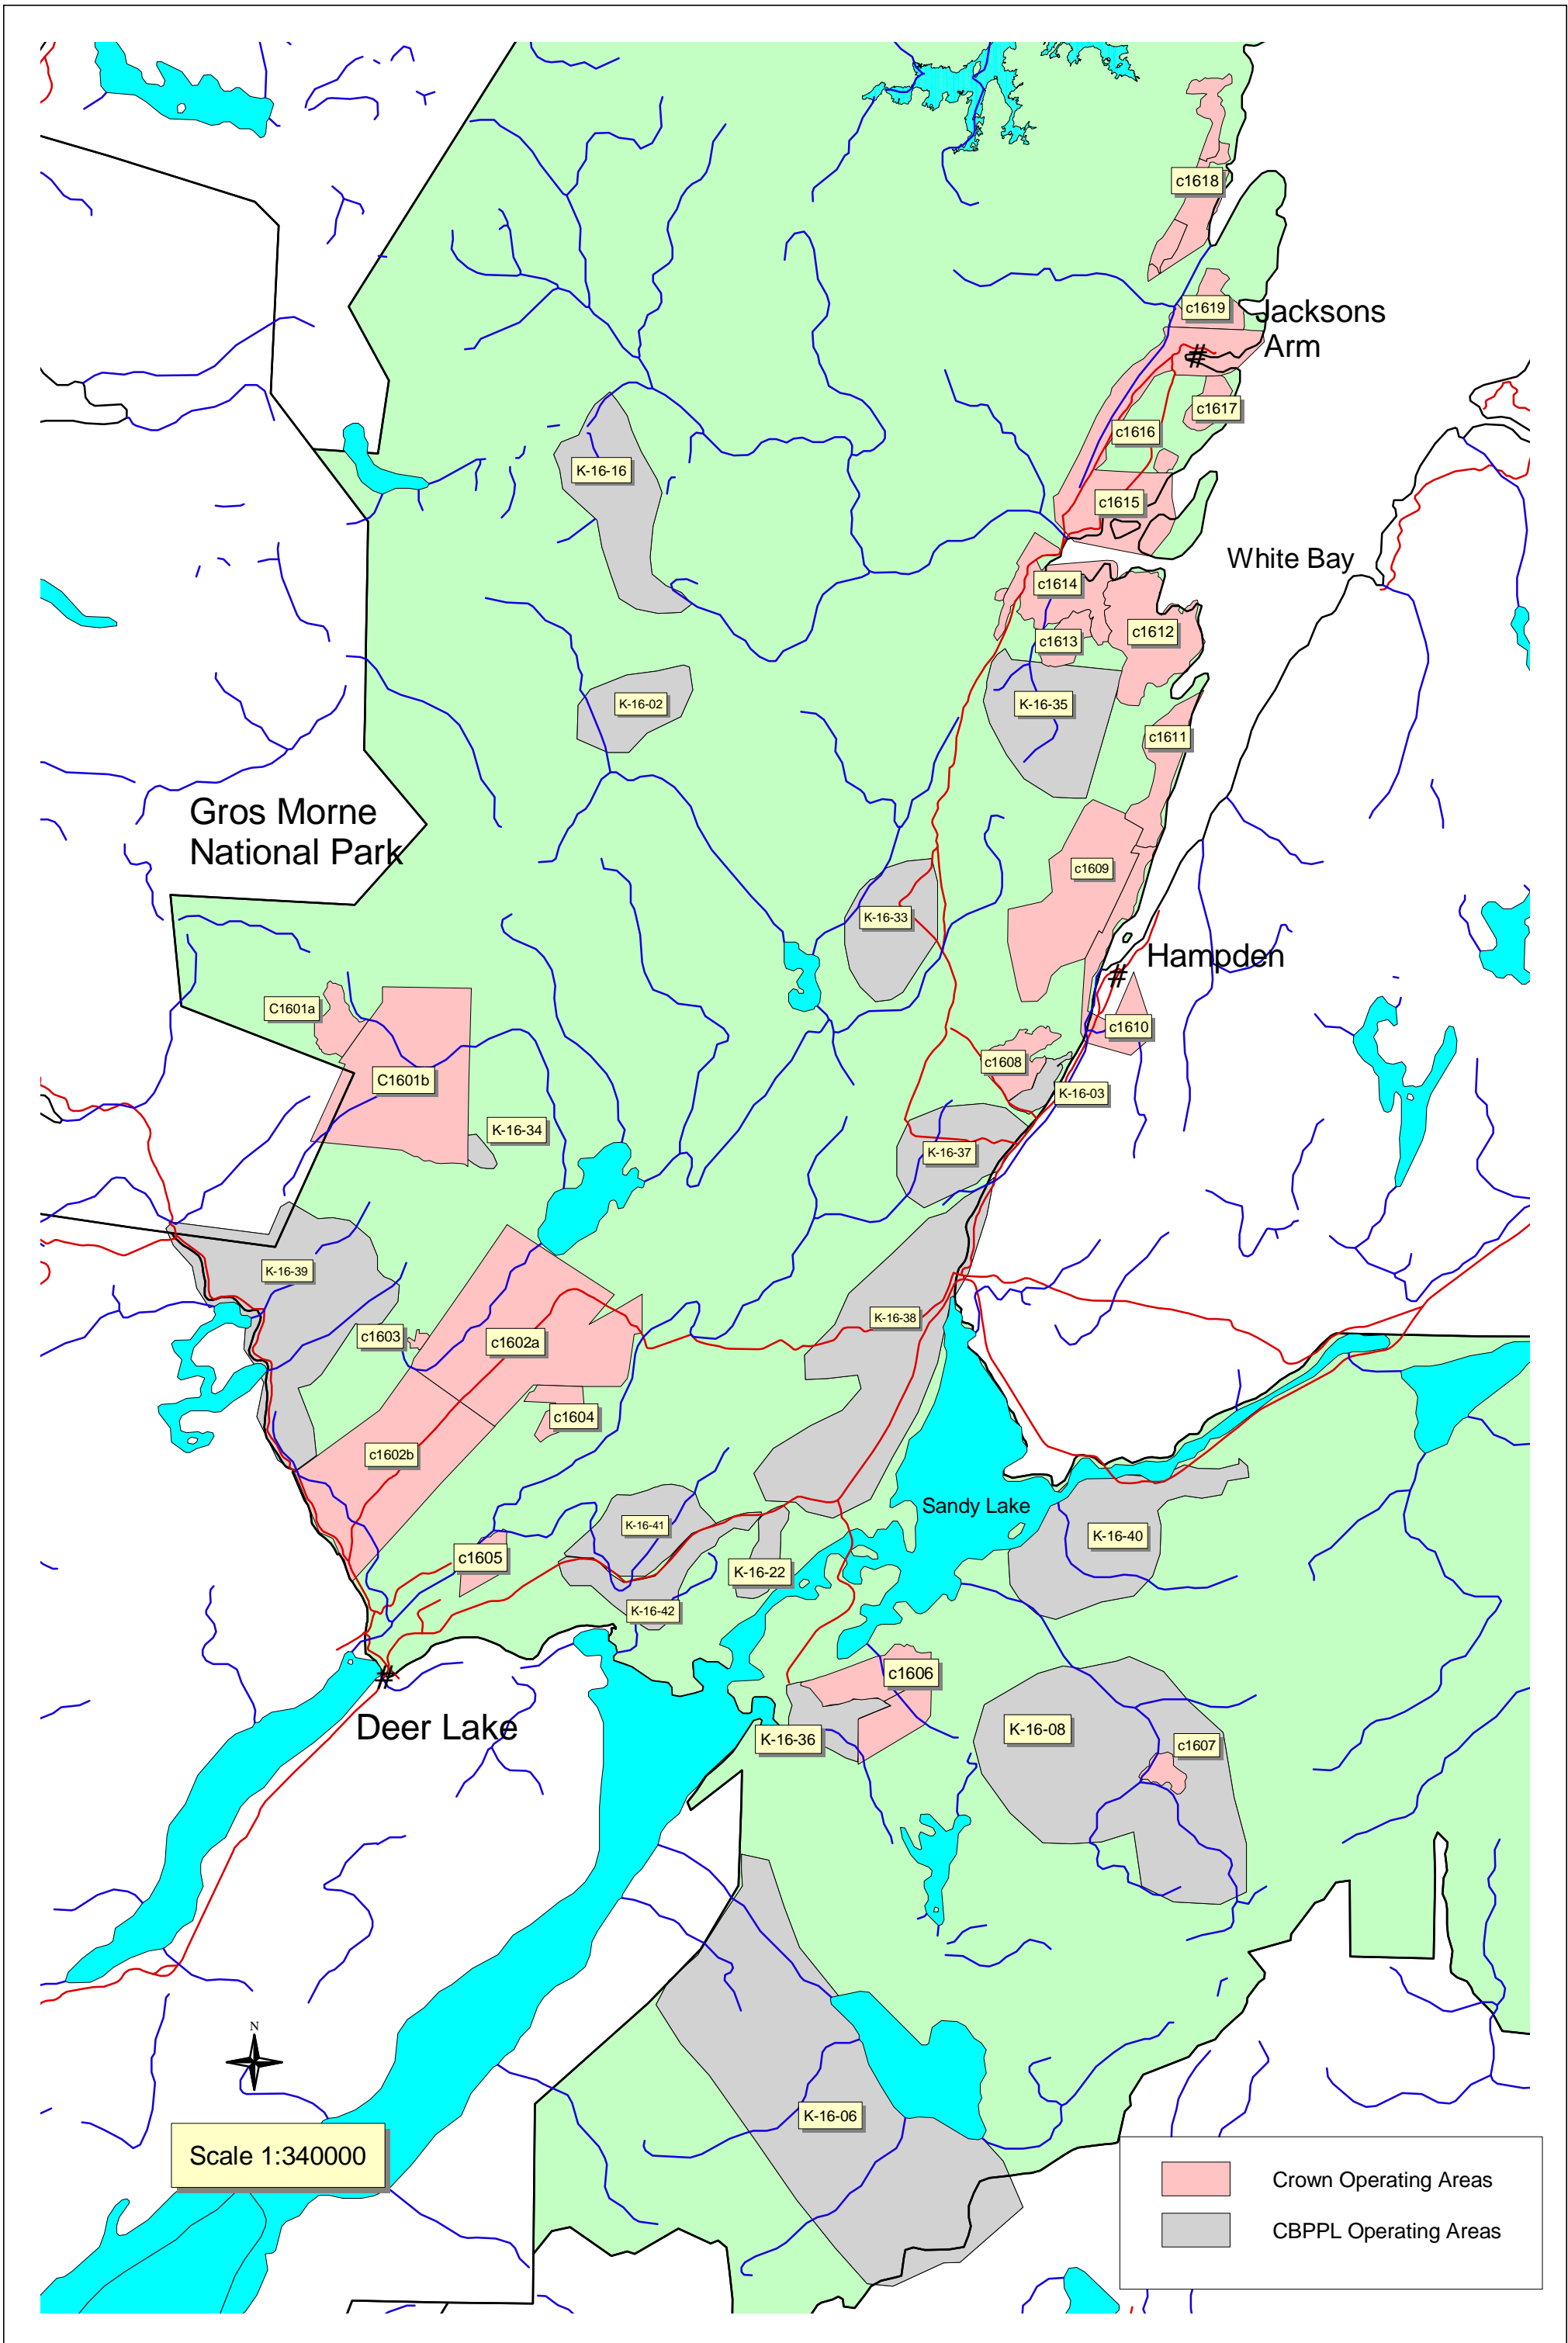 c1618
c1619
Jacksons
Arm
#
c1617
c1616
K-16-16
c1615
White Bay
c1614
c1613
c1612
K-16-02
K-16-35
c1611
Gros Morne
National Park
c1609
K-16-33
Hampden
#
C1601a
c1610
c1608
C1601b
K-16-03
K-16-34
K-16-37
K-16-39
K-16-38
c1603
c1602a
c1604
c1602b
Sandy Lake
K-16-41
K-16-40
c1605
K-16-22
K-16-42
c1606
#
Deer Lake
K-16-36
K-16-08
c1607
N
K-16-06
Scale 1:340000
Crown Operating Areas
CBPPL Operating Areas